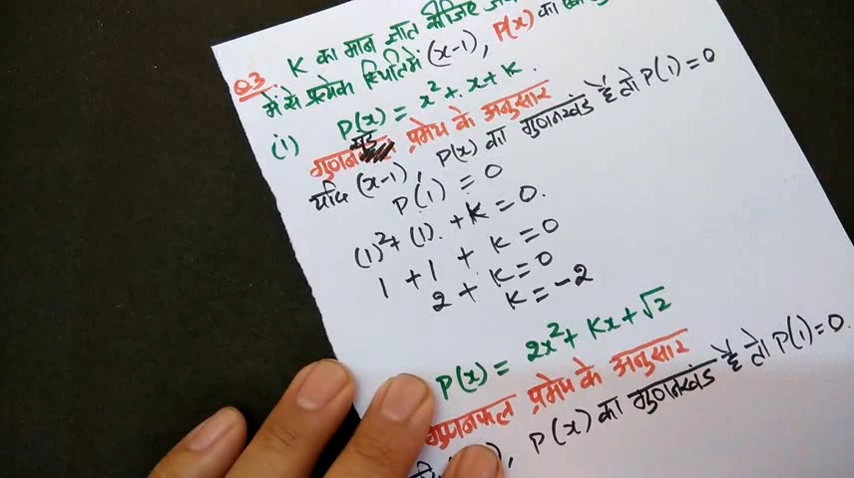 Q3 K का मान ज्ञात कीजिए
में से प्रत्येक स्थिति में (x-1), P(x) का
(i) P(x) = x²+x+k.
गुणनखंड प्रमेय के अनुसार
यदि (x-1), P(x) का गुणनखंड है तो P(1)=0
P(1) = 0
(1)²+(1)+K=0.
1+1+K=0
2+K=0
K=-2
P(x)= 2x²+Kx+√2
गुणनफल प्रमेय के अनुसार
P(x) का गुणनखंड है तो P(1)=0.